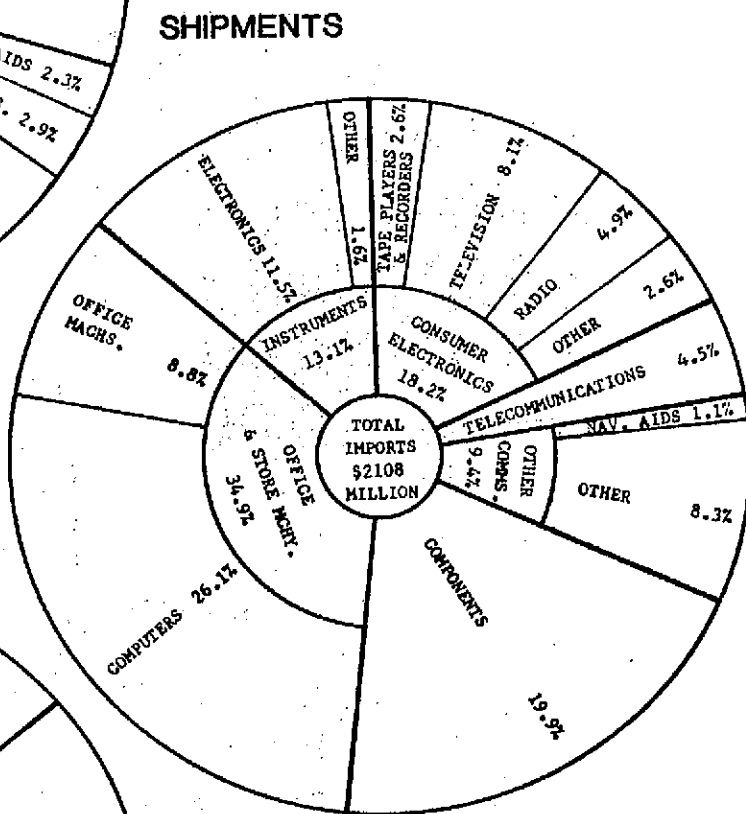 SHIPMENTS
AIDS 2.3%
2.9%
OTHER
1.6%
TAPE PLAYERS 2.6%
& RECORDERS
TELEVISION 8.1%
RADIO 4.9%
OTHER 2.6%
CONSUMER
ELECTRONICS
18.2%
TELECOMMUNICATIONS 4.5%
NAV. AIDS 1.1%
OTHER
COMMS.
9.4%
OTHER 8.3%
COMPONENTS
19.9%
COMPUTERS 26.1%
OFFICE
& STORE MCHY.
34.9%
OFFICE
MACHS.
8.8%
ELECTRONICS 11.5%
INSTRUMENTS
13.1%
TOTAL
IMPORTS
$2108
MILLION